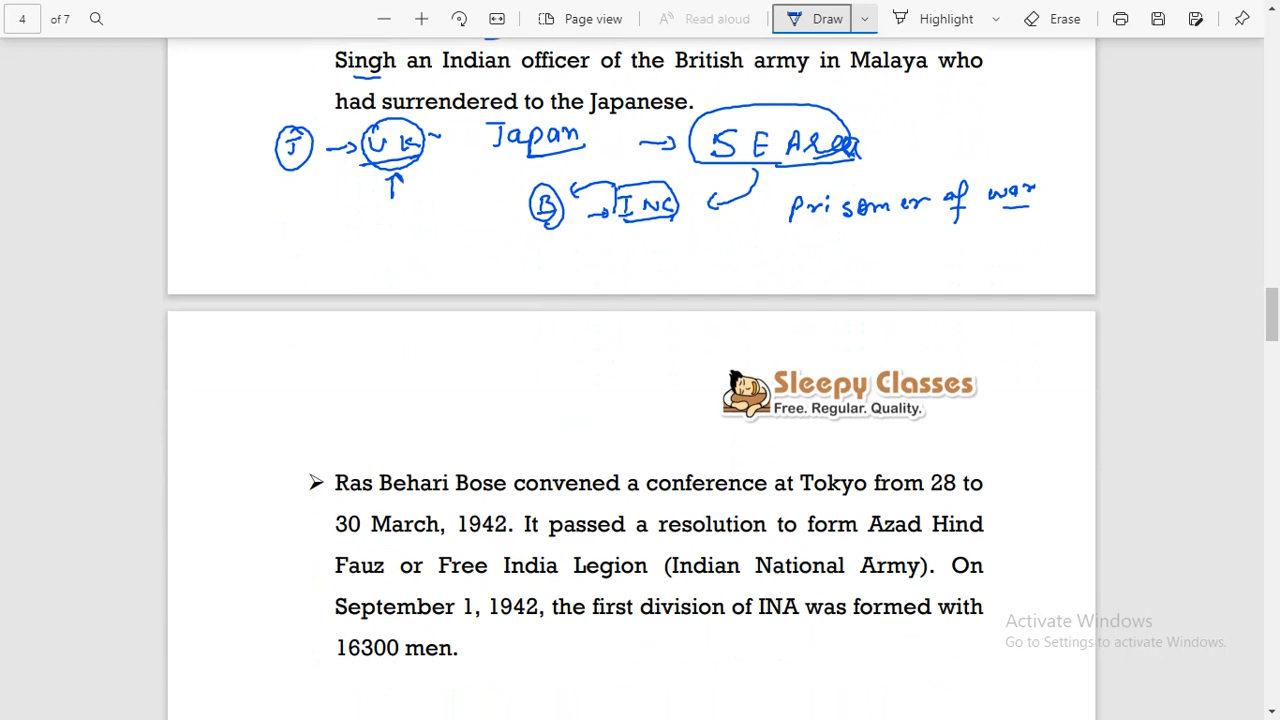 4 of 7 Page view Read aloud Draw Highlight Erase
Singh an Indian officer of the British army in Malaya who
had surrendered to the Japanese.
J → UK ~ Japan → S E Area
B → INC prisoner of war
Sleepy Classes
Free. Regular. Quality.
➢ Ras Behari Bose convened a conference at Tokyo from 28 to
30 March, 1942. It passed a resolution to form Azad Hind
Fauz or Free India Legion (Indian National Army). On
September 1, 1942, the first division of INA was formed with
16300 men.
Activate Windows
Go to Settings to activate Windows.